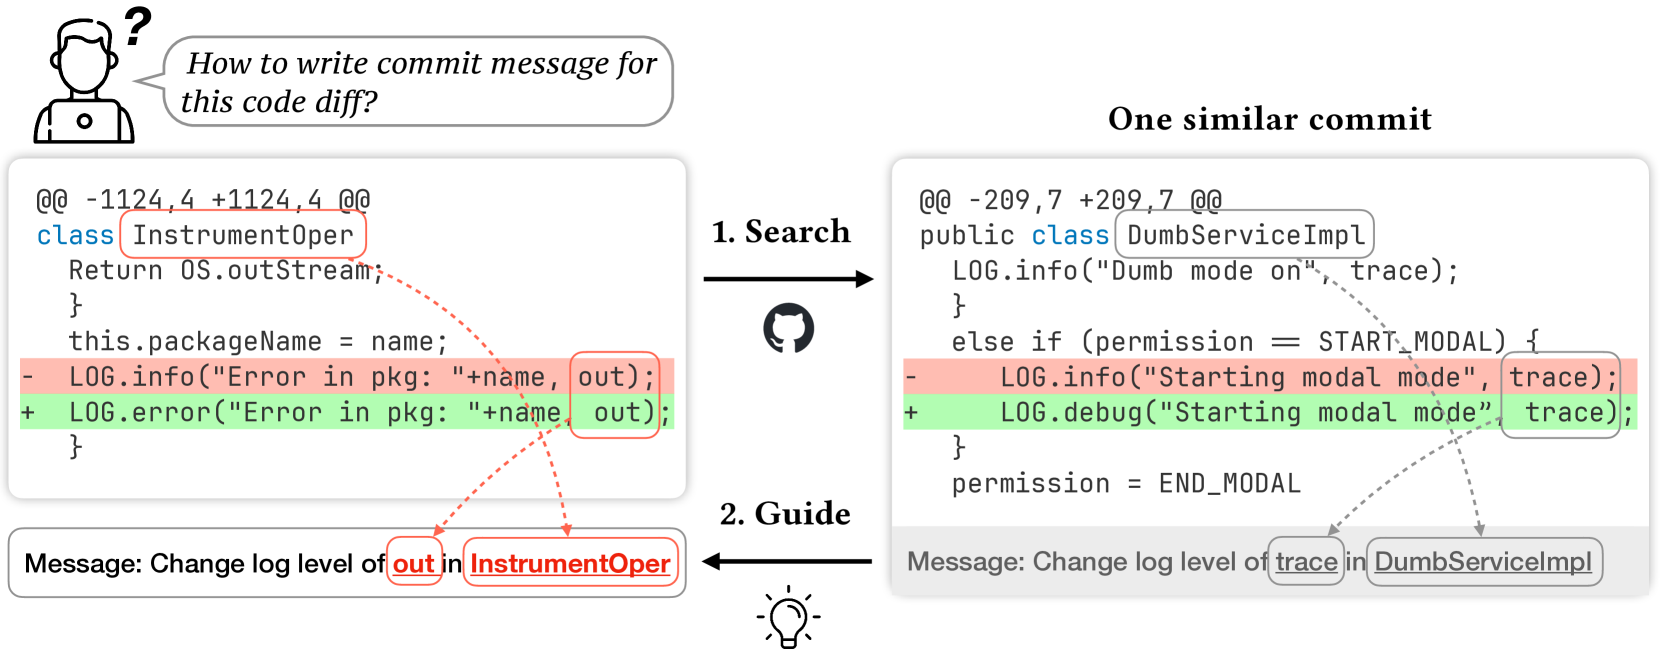 ?
How to write commit message for
this code diff?
@@ -1124,4 +1124,4 @@
class InstrumentOper
Return OS.outStream;
}
this.packageName = name;
- LOG.info("Error in pkg: "+name, out);
+ LOG.error("Error in pkg: "+name, out);
}
Message: Change log level of out in InstrumentOper
1. Search
2. Guide
One similar commit
@@ -209,7 +209,7 @@
public class DumbServiceImpl
LOG.info("Dumb mode on", trace);
}
else if (permission == START_MODAL) {
- LOG.info("Starting modal mode", trace);
+ LOG.debug("Starting modal mode”, trace);
}
permission = END_MODAL
Message: Change log level of trace in DumbServiceImpl